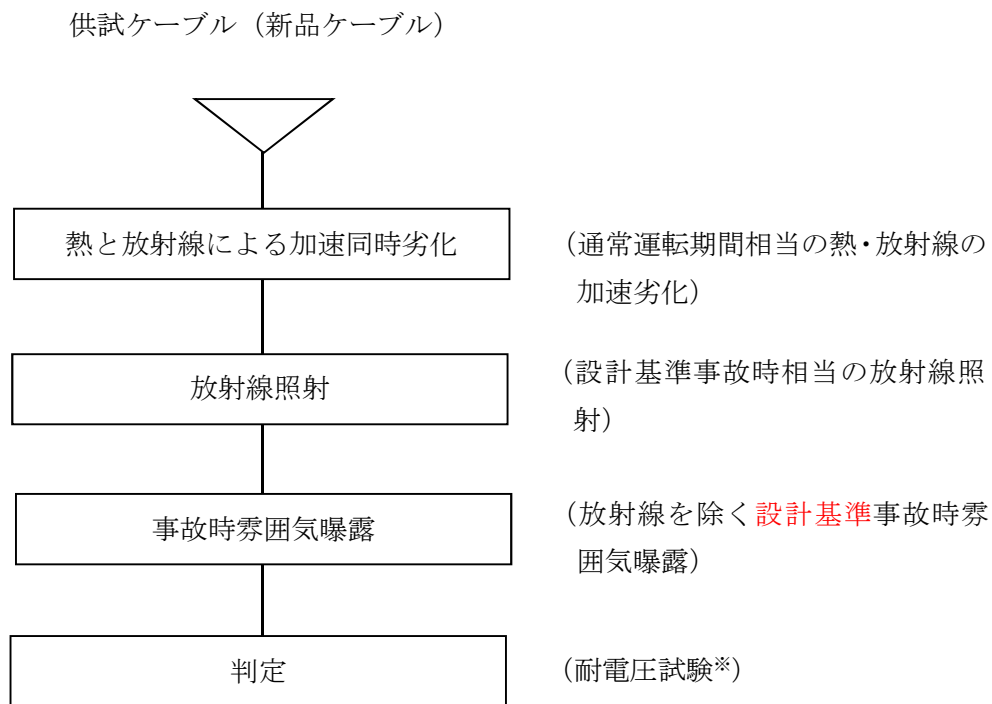 供試ケーブル（新品ケーブル）
熱と放射線による加速同時劣化
（通常運転期間相当の熱・放射線の
加速劣化）
放射線照射
（設計基準事故時相当の放射線照
射）
事故時雰囲気曝露
（放射線を除く設計基準事故時雰
囲気曝露）
判定
（耐電圧試験※）